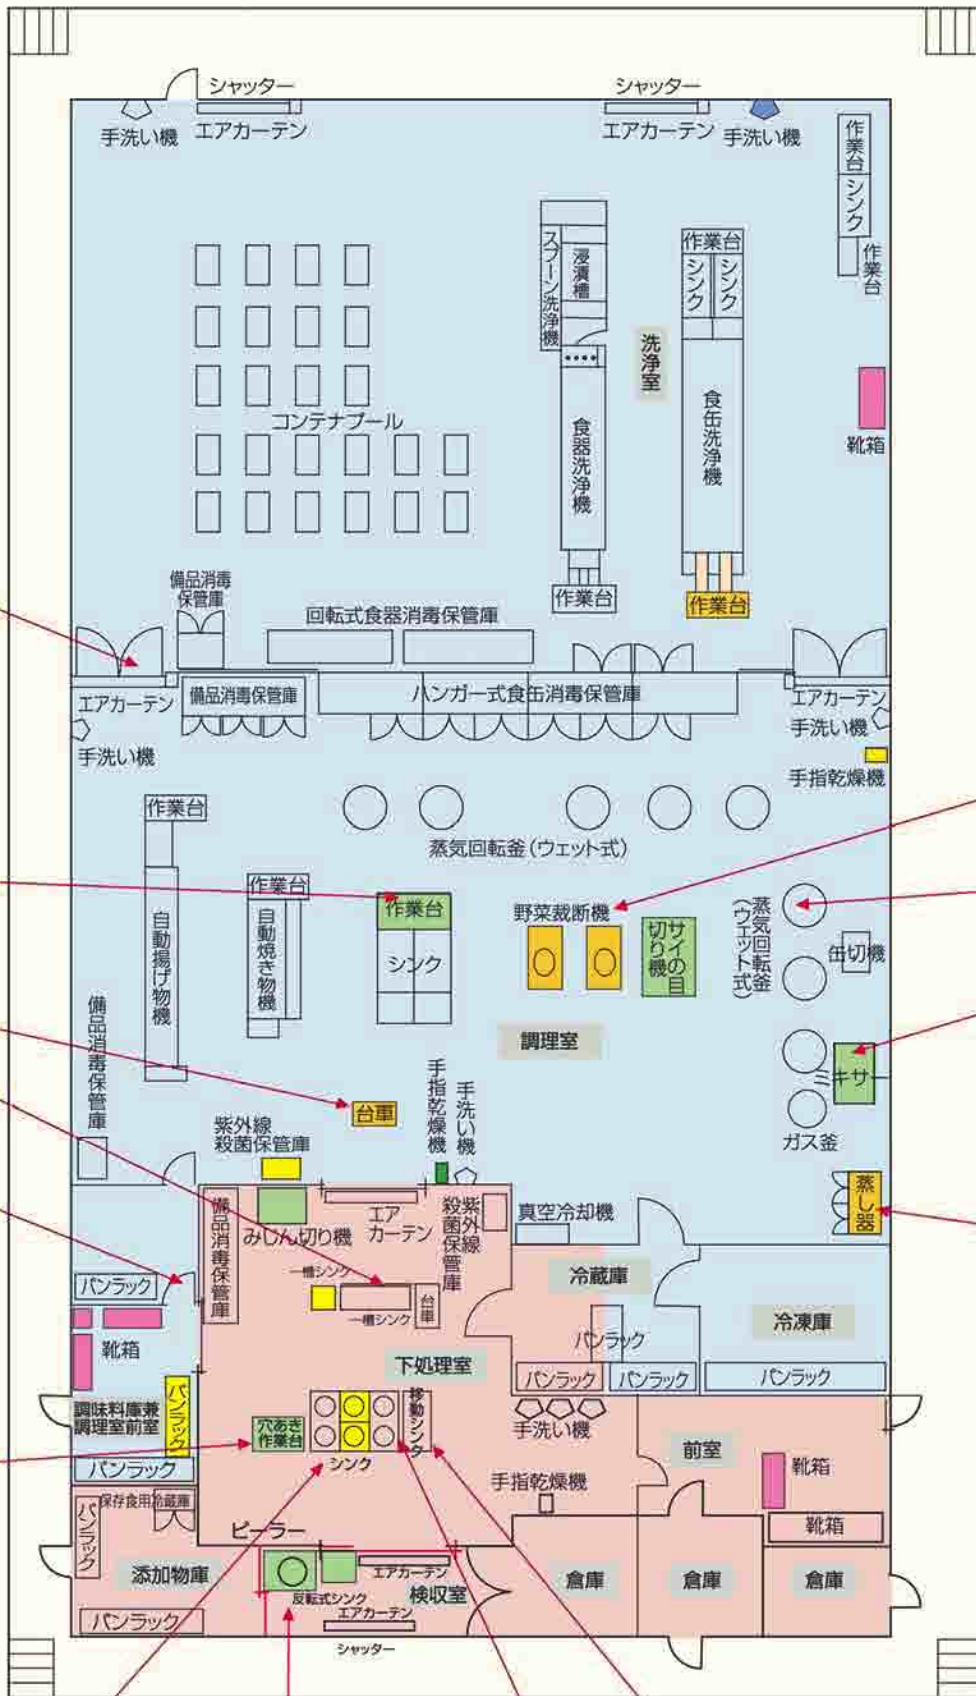 シャッター
シャッター
手洗い機
エアカーテン
エアカーテン
手洗い機
作業台
シンク
作業台
スプーン洗浄機
浸漬槽
作業台
シンク
シンク
洗浄室
コンテナプール
食器洗浄機
食缶洗浄機
靴箱
備品消毒
保管庫
作業台
作業台
回転式食器消毒保管庫
エアカーテン
備品消毒保管庫
ハンガー式食缶消毒保管庫
エアカーテン
手洗い機
手洗い機
手指乾燥機
作業台
蒸気回転釜(ウェット式)
作業台
自動揚げ物機
自動焼き物機
作業台
シンク
野菜裁断機
サイの目
切り機
蒸気回転釜
(ウェット式)
缶切機
備品消毒保管庫
調理室
ミキサー
ガス釜
台車
手指乾燥機
手洗い機
紫外線
殺菌保管庫
蒸し器
備品消毒保管庫
みじん切り機
エア
カーテン
紫外線
殺菌保管庫
真空冷却機
一槽シンク
一槽シンク
台車
冷蔵庫
冷凍庫
パンラック
靴箱
下処理室
パンラック
パンラック
パンラック
パンラック
調味料庫兼
調理室前室
パンラック
パンラック
穴あき
作業台
シンク
移動シンク
手洗い機
前室
靴箱
手指乾燥機
保存食用冷蔵庫
パンラック
ピーラー
靴箱
添加物庫
反転式シンク
エアカーテン
検収室
倉庫
倉庫
倉庫
パンラック
エアカーテン
シャッター